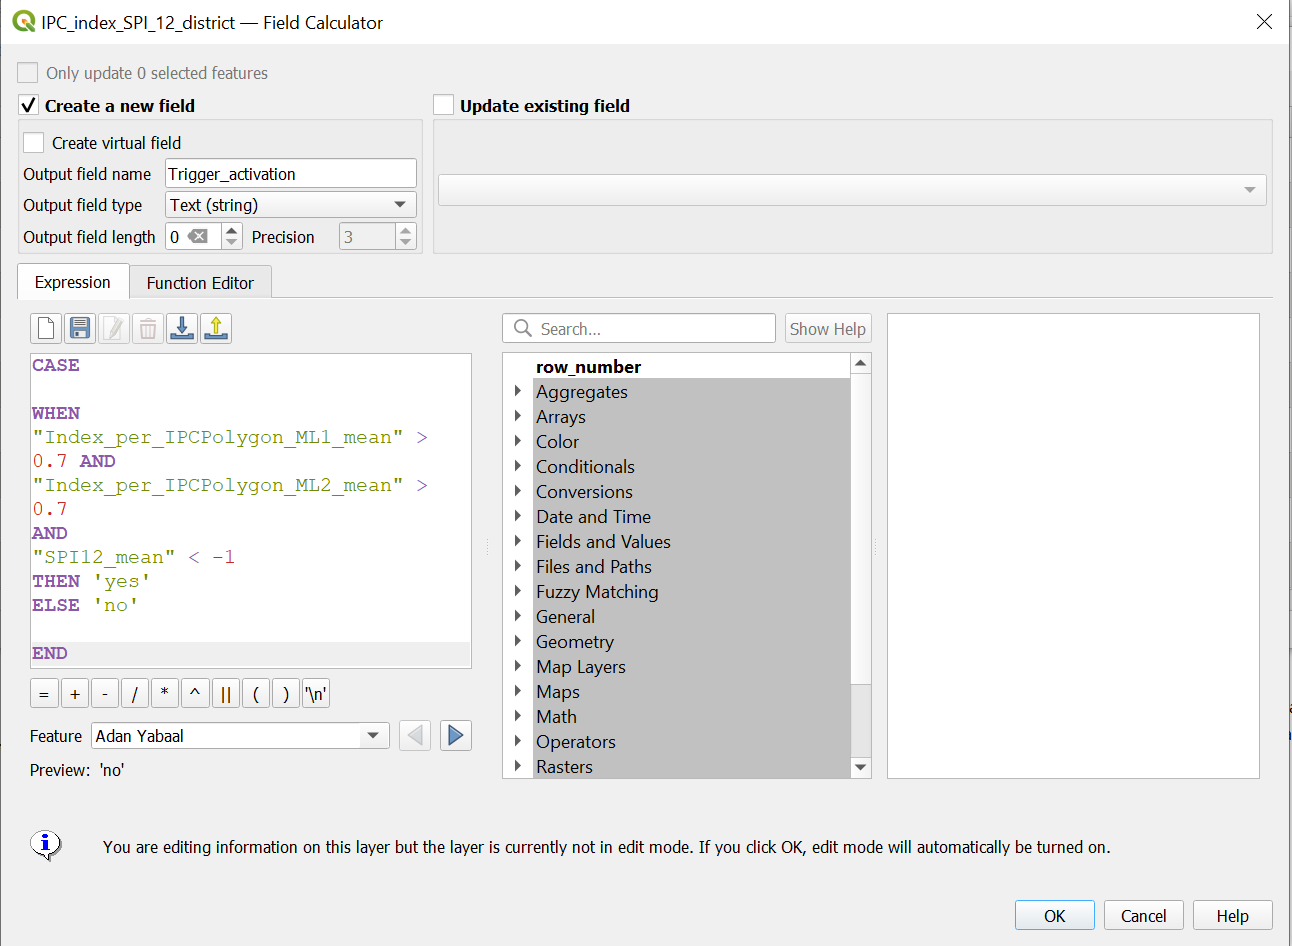 IPC_index_SPI_12_district — Field Calculator
Only update 0 selected features
Create a new field
Update existing field
Create virtual field
Output field name Trigger_activation
Output field type Text (string)
Output field length 0 Precision 3
Expression Function Editor
Search... Show Help
CASE
WHEN
"Index_per_IPCPolygon_ML1_mean" >
0.7 AND
"Index_per_IPCPolygon_ML2_mean" >
0.7
AND
"SPI12_mean" < -1
THEN 'yes'
ELSE 'no'
END
= + - / * ^ || ( ) '\n'
Feature Adan Yabaal
Preview: 'no'
row_number
Aggregates
Arrays
Color
Conditionals
Conversions
Date and Time
Fields and Values
Files and Paths
Fuzzy Matching
General
Geometry
Map Layers
Maps
Math
Operators
Rasters
You are editing information on this layer but the layer is currently not in edit mode. If you click OK, edit mode will automatically be turned on.
OK Cancel Help